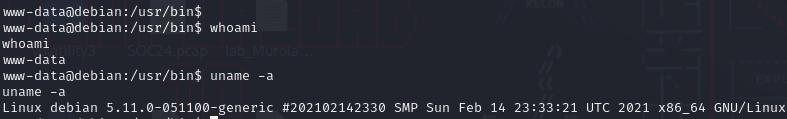 www-data@debian:/usr/bin$
www-data@debian:/usr/bin$ whoami
whoami
www-data
www-data@debian:/usr/bin$ uname -a
uname -a
Linux debian 5.11.0-051100-generic #202102142330 SMP Sun Feb 14 23:33:21 UTC 2021 x86_64 GNU/Linux